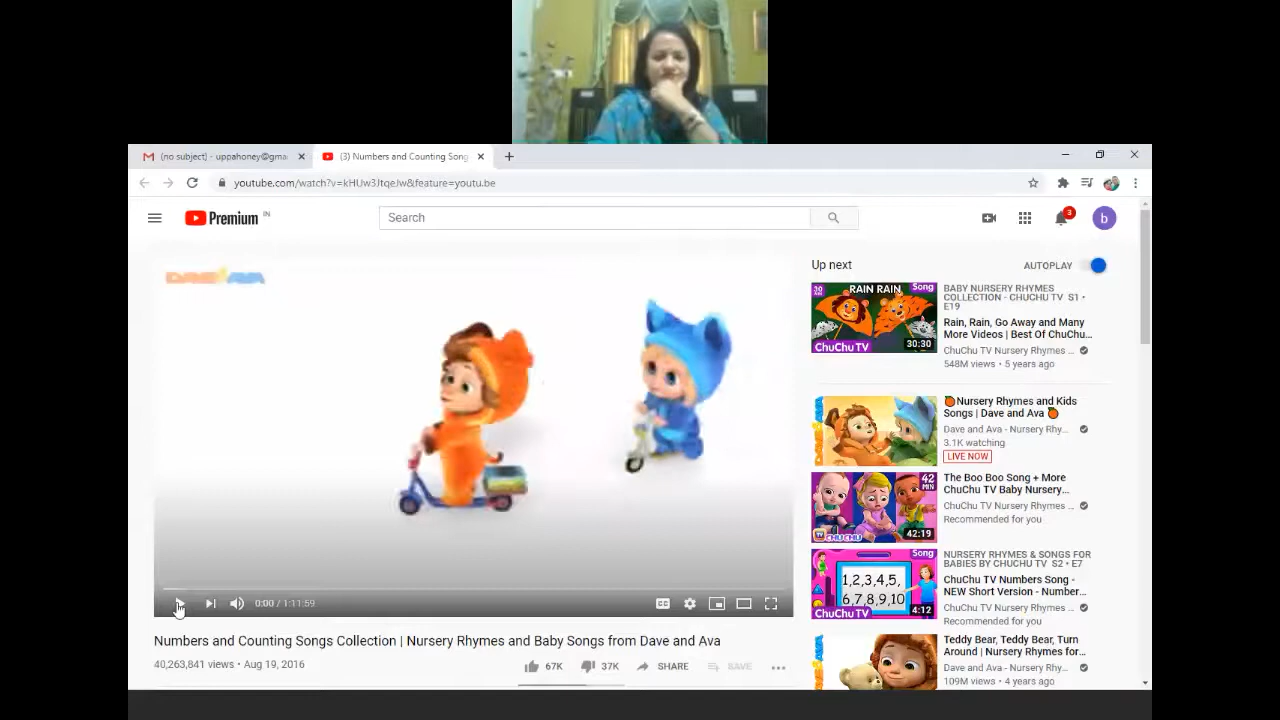 (no subject) - uppahoney@gma
(3) Numbers and Counting Song
youtube.com/watch?v=kHUw3JtqeJw&feature=youtu.be
Premium IN
Search
3
b
DAVE AVA
Up next
AUTOPLAY
30 MIN
RAIN RAIN
Song
ChuChu TV
30:30
BABY NURSERY RHYMES
COLLECTION - CHUCHU TV S1 •
E19
Rain, Rain, Go Away and Many
More Videos | Best Of ChuChu...
ChuChu TV Nursery Rhymes ...
548M views • 5 years ago
Nursery Rhymes and Kids
Songs | Dave and Ava
Dave and Ava - Nursery Rhy...
3.1K watching
LIVE NOW
42 MIN
CHUCHU
42:19
The Boo Boo Song + More
ChuChu TV Baby Nursery...
ChuChu TV Nursery Rhymes ...
Recommended for you
Song
1,2,3,4,5,
6,7,8,9,10
ChuChu TV
4:12
NURSERY RHYMES & SONGS FOR
BABIES BY CHUCHU TV S2 • E7
ChuChu TV Numbers Song -
NEW Short Version - Number...
ChuChu TV Nursery Rhymes ...
Recommended for you
Teddy Bear, Teddy Bear, Turn
Around | Nursery Rhymes for...
Dave and Ava - Nursery Rhy...
109M views • 4 years ago
0:00 / 1:11:59
CC
Numbers and Counting Songs Collection | Nursery Rhymes and Baby Songs from Dave and Ava
40,263,841 views • Aug 19, 2016
67K
37K
SHARE
SAVE